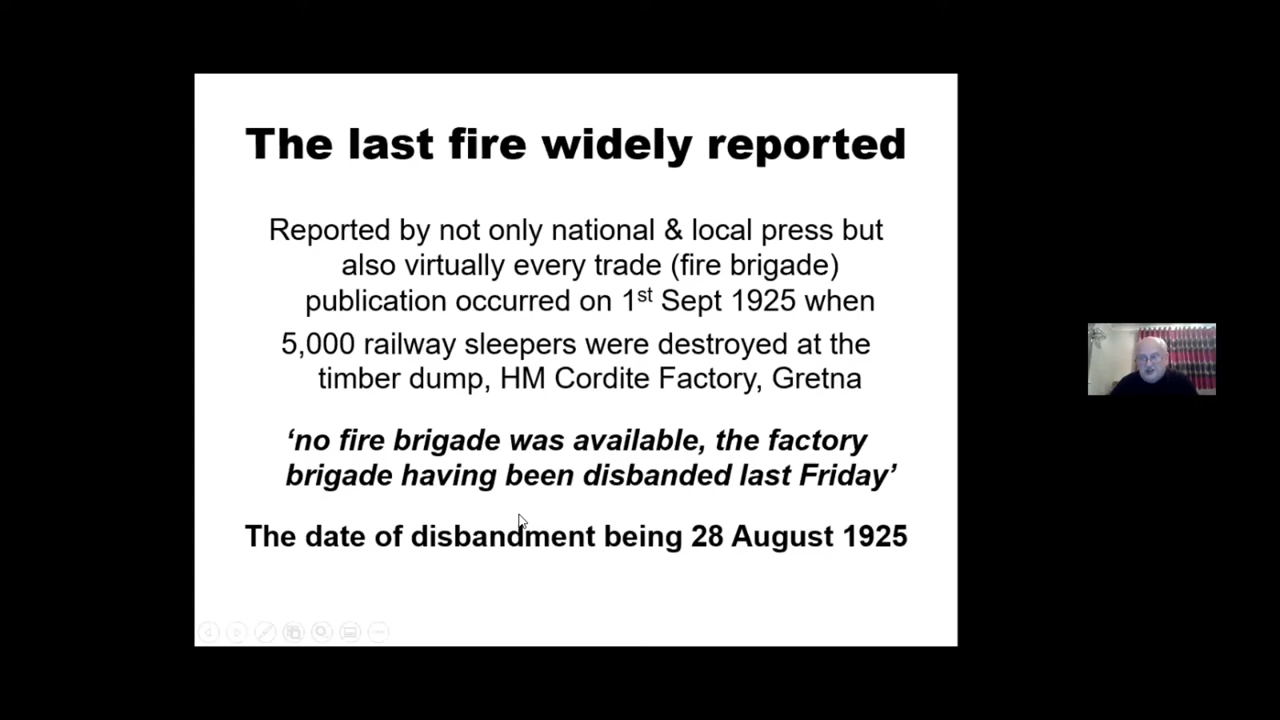 The last fire widely reported
Reported by not only national & local press but
also virtually every trade (fire brigade)
publication occurred on 1st Sept 1925 when
5,000 railway sleepers were destroyed at the
timber dump, HM Cordite Factory, Gretna
‘no fire brigade was available, the factory
brigade having been disbanded last Friday’
The date of disbandment being 28 August 1925